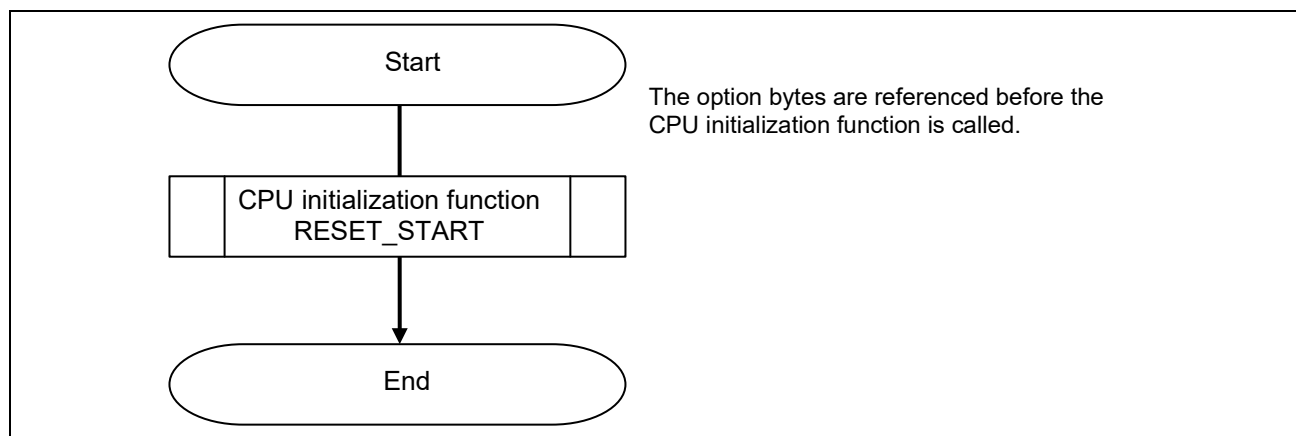 Start
The option bytes are referenced before the
CPU initialization function is called.
CPU initialization function
RESET_START
End